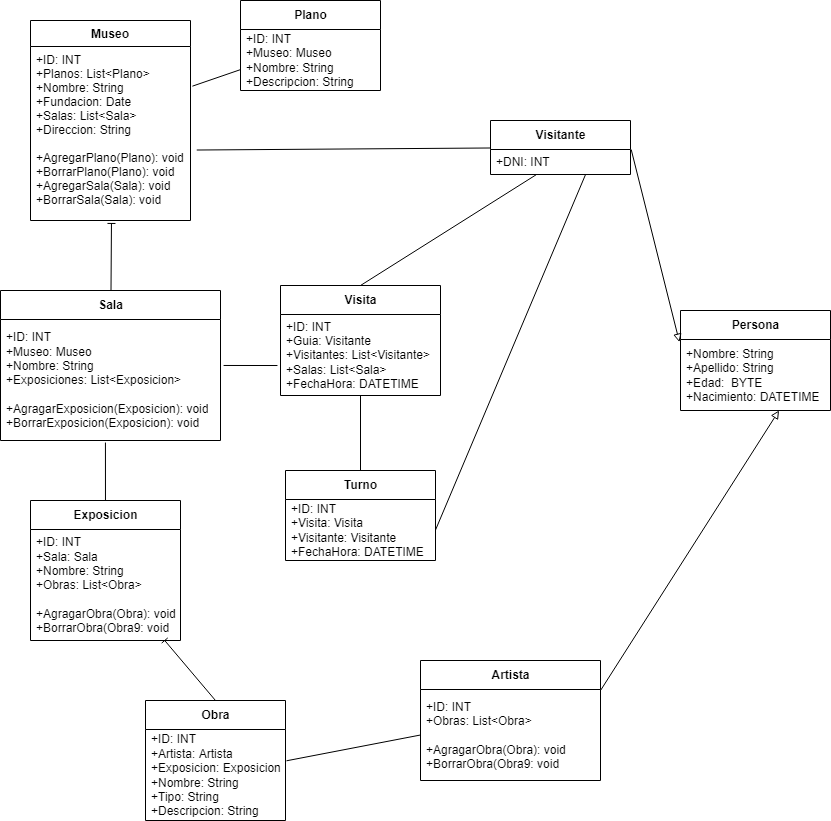 Plano
+ID: INT
+Museo: Museo
+Nombre: String
+Descripcion: String
Museo
+ID: INT
+Planos: List<Plano>
+Nombre: String
+Fundacion: Date
+Salas: List<Sala>
+Direccion: String
+AgregarPlano(Plano): void
+BorrarPlano(Plano): void
+AgregarSala(Sala): void
+BorrarSala(Sala): void
Visitante
+DNI: INT
Sala
+ID: INT
+Museo: Museo
+Nombre: String
+Exposiciones: List<Exposicion>
+AgragarExposicion(Exposicion): void
+BorrarExposicion(Exposicion): void
Visita
+ID: INT
+Guia: Visitante
+Visitantes: List<Visitante>
+Salas: List<Sala>
+FechaHora: DATETIME
Persona
+Nombre: String
+Apellido: String
+Edad:  BYTE
+Nacimiento: DATETIME
Turno
+ID: INT
+Visita: Visita
+Visitante: Visitante
+FechaHora: DATETIME
Exposicion
+ID: INT
+Sala: Sala
+Nombre: String
+Obras: List<Obra>
+AgragarObra(Obra): void
+BorrarObra(Obra9: void
Obra
+ID: INT
+Artista: Artista
+Exposicion: Exposicion
+Nombre: String
+Tipo: String
+Descripcion: String
Artista
+ID: INT
+Obras: List<Obra>
+AgragarObra(Obra): void
+BorrarObra(Obra9: void